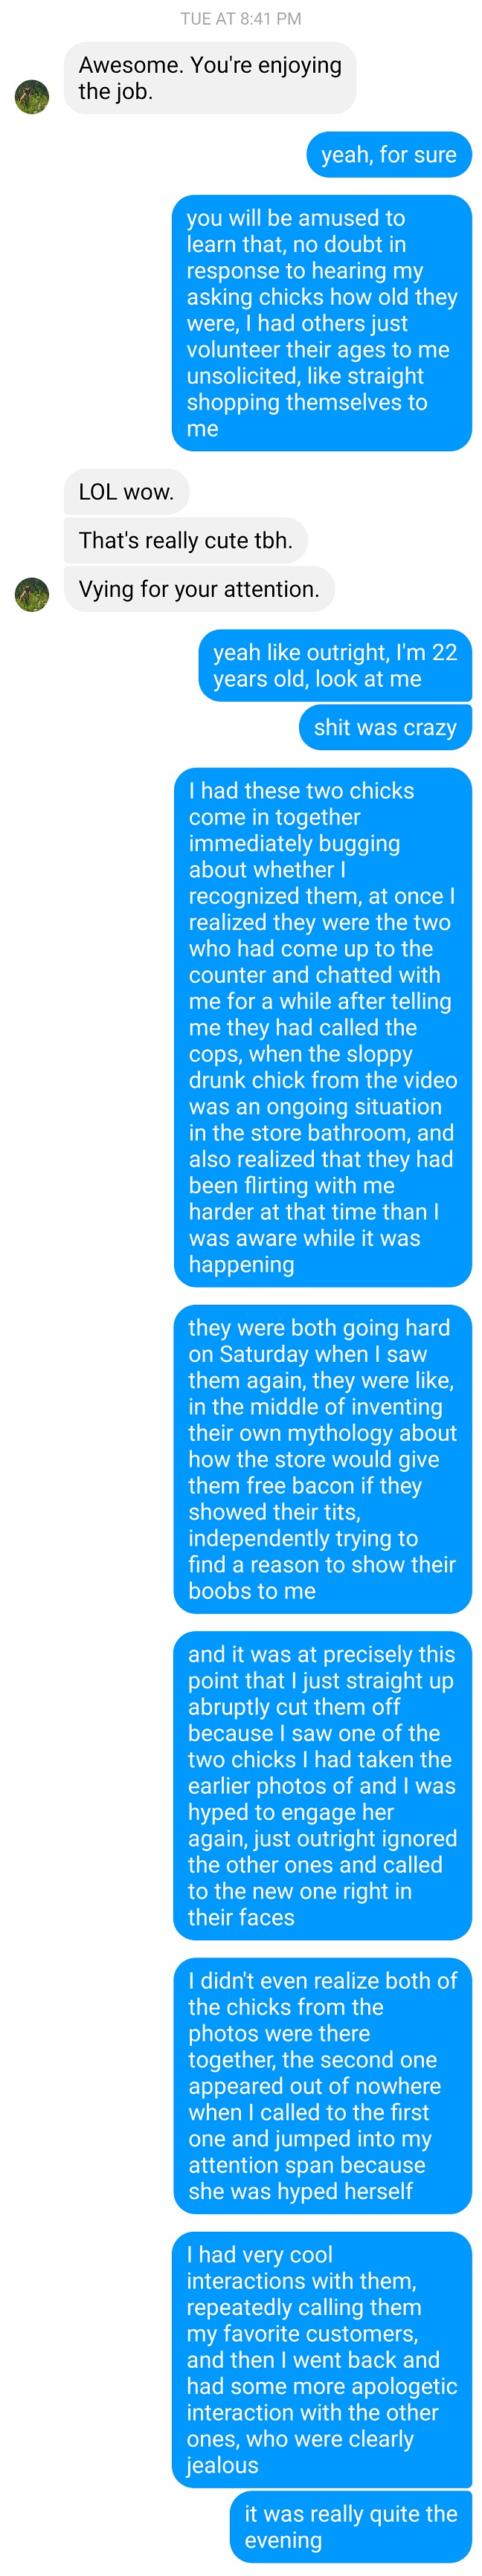 TUE AT 8:41 PM
Awesome. You're enjoying
the job.
yeah, for sure
you will be amused to
learn that, no doubt in
response to hearing my
asking chicks how old they
were, I had others just
volunteer their ages to me
unsolicited, like straight
shopping themselves to
me
LOL wow.
That's really cute tbh.
Vying for your attention.
yeah like outright, I'm 22
years old, look at me
shit was crazy
I had these two chicks
come in together
immediately bugging
about whether I
recognized them, at once I
realized they were the two
who had come up to the
counter and chatted with
me for a while after telling
me they had called the
cops, when the sloppy
drunk chick from the video
was an ongoing situation
in the store bathroom, and
also realized that they had
been flirting with me
harder at that time than I
was aware while it was
happening
they were both going hard
on Saturday when I saw
them again, they were like,
in the middle of inventing
their own mythology about
how the store would give
them free bacon if they
showed their tits,
independently trying to
find a reason to show their
boobs to me
and it was at precisely this
point that I just straight up
abruptly cut them off
because I saw one of the
two chicks I had taken the
earlier photos of and I was
hyped to engage her
again, just outright ignored
the other ones and called
to the new one right in
their faces
I didn't even realize both of
the chicks from the
photos were there
together, the second one
appeared out of nowhere
when I called to the first
one and jumped into my
attention span because
she was hyped herself
I had very cool
interactions with them,
repeatedly calling them
my favorite customers,
and then I went back and
had some more apologetic
interaction with the other
ones, who were clearly
jealous
it was really quite the
evening